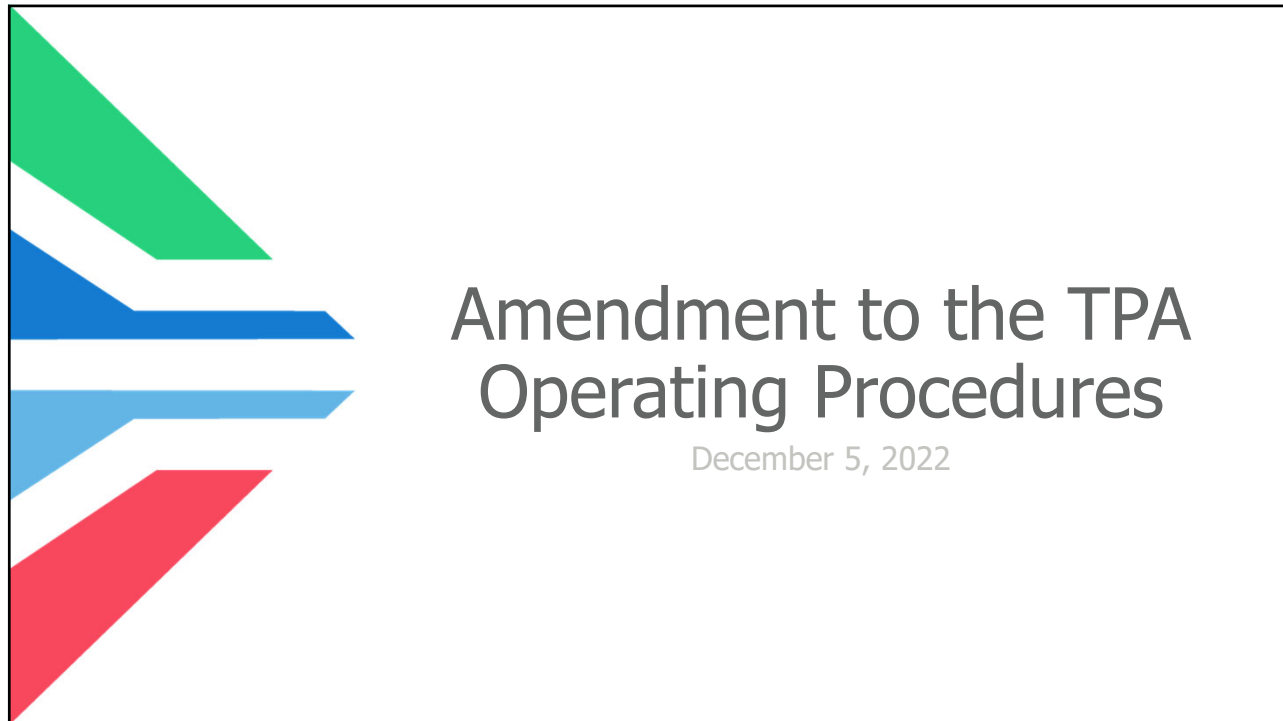 Amendment to the TPA
Operating Procedures
December 5, 2022